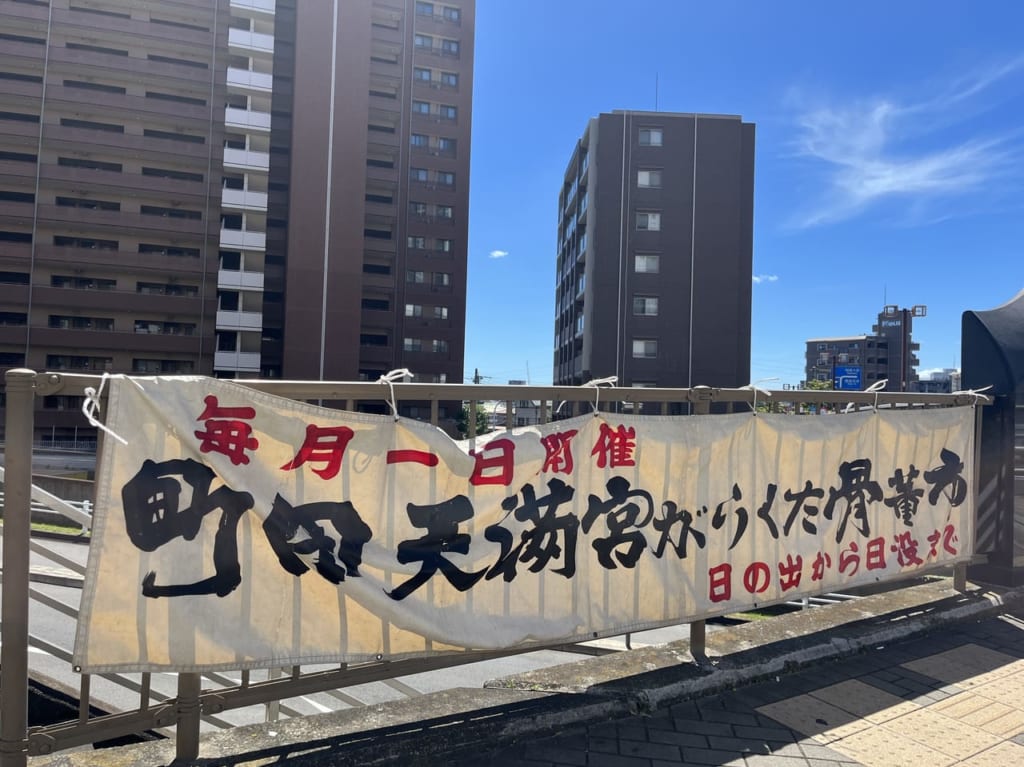 毎月一日開催
町田天満宮がらくた骨董市
日の出から日没まで